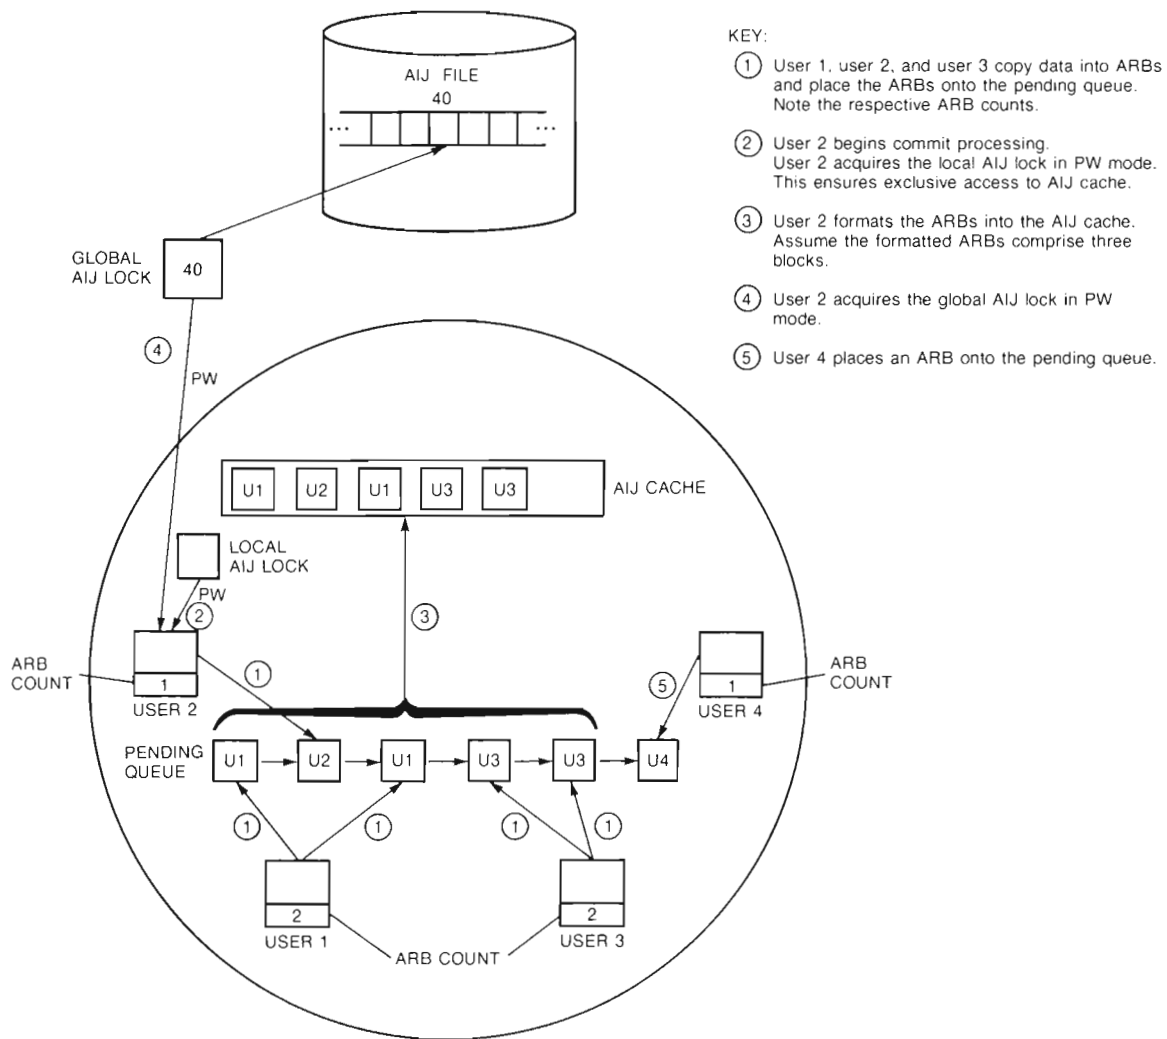 AIJ FILE
40
... ...
GLOBAL
AIJ LOCK
40
4
PW
KEY:
1 User 1, user 2, and user 3 copy data into ARBs
and place the ARBs onto the pending queue.
Note the respective ARB counts.
2 User 2 begins commit processing.
User 2 acquires the local AIJ lock in PW mode.
This ensures exclusive access to AIJ cache.
3 User 2 formats the ARBs into the AIJ cache.
Assume the formatted ARBs comprise three
blocks.
4 User 2 acquires the global AIJ lock in PW
mode.
5 User 4 places an ARB onto the pending queue.
U1 U2 U1 U3 U3
AIJ CACHE
LOCAL
AIJ LOCK
PW
2
3
ARB
COUNT
1
USER 2
1
5
1
USER 4
ARB
COUNT
PENDING
QUEUE
U1 U2 U1 U3 U3 U4
1 1 1 1
2
USER 1
2
USER 3
ARB COUNT